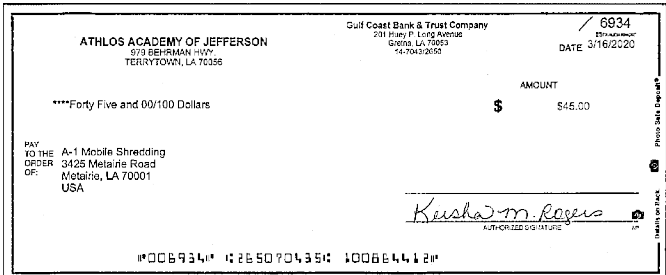 ATHLOS ACADEMY OF JEFFERSON
979 BEHRMAN HWY.
TERRYTOWN, LA 70056
Gulf Coast Bank & Trust Company
201 Huey P. Long Avenue
Gretna, LA 70053
14-7043/2650
6934
DATE 3/16/2020
AMOUNT
****Forty Five and 00/100 Dollars
$ $45.00
PAY
TO THE
ORDER
OF:
A-1 Mobile Shredding
3425 Metairie Road
Metairie, LA 70001
USA
Keisha M. Rogers
AUTHORIZED SIGNATURE
Photo Safe Deposit®
Details on Back
⑈006934⑈ ⑆265070435⑆ 100664412⑈